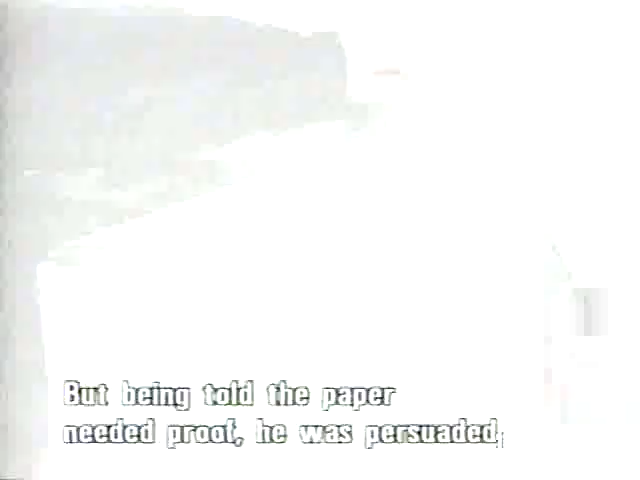 But being told the paper
needed proof, he was persuaded.